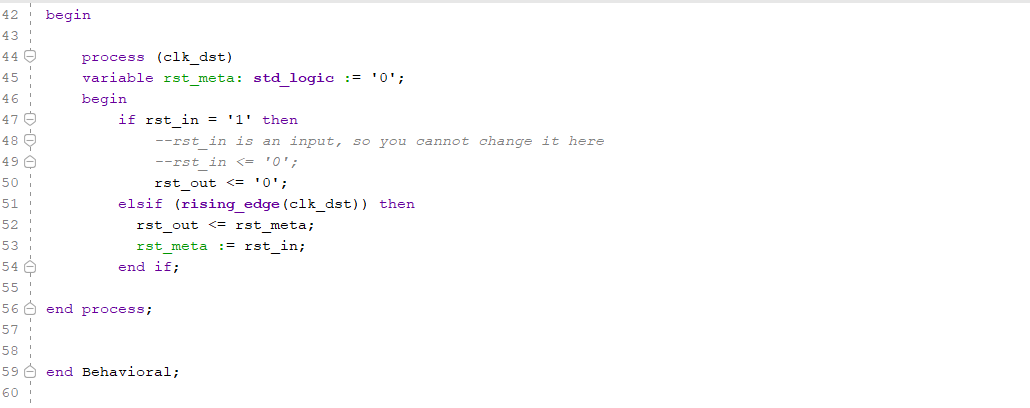 42 begin
43
44 process (clk_dst)
45 variable rst_meta: std_logic := '0';
46 begin
47 if rst_in = '1' then
48 --rst_in is an input, so you cannot change it here
49 --rst_in <= '0';
50 rst_out <= '0';
51 elsif (rising_edge(clk_dst)) then
52 rst_out <= rst_meta;
53 rst_meta := rst_in;
54 end if;
55
56 end process;
57
58
59 end Behavioral;
60